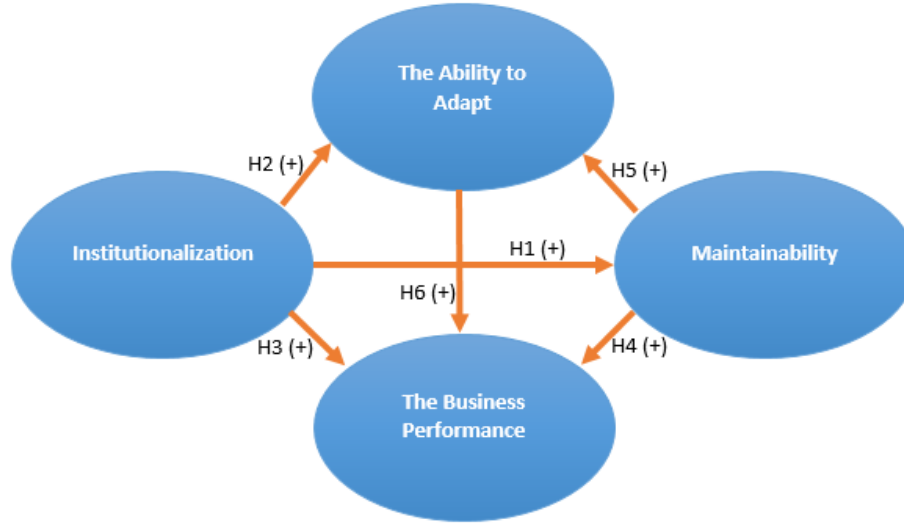 The Ability to
Adapt
H2 (+)
H5 (+)
Institutionalization
H1 (+)
Maintainability
H6 (+)
H3 (+)
H4 (+)
The Business
Performance